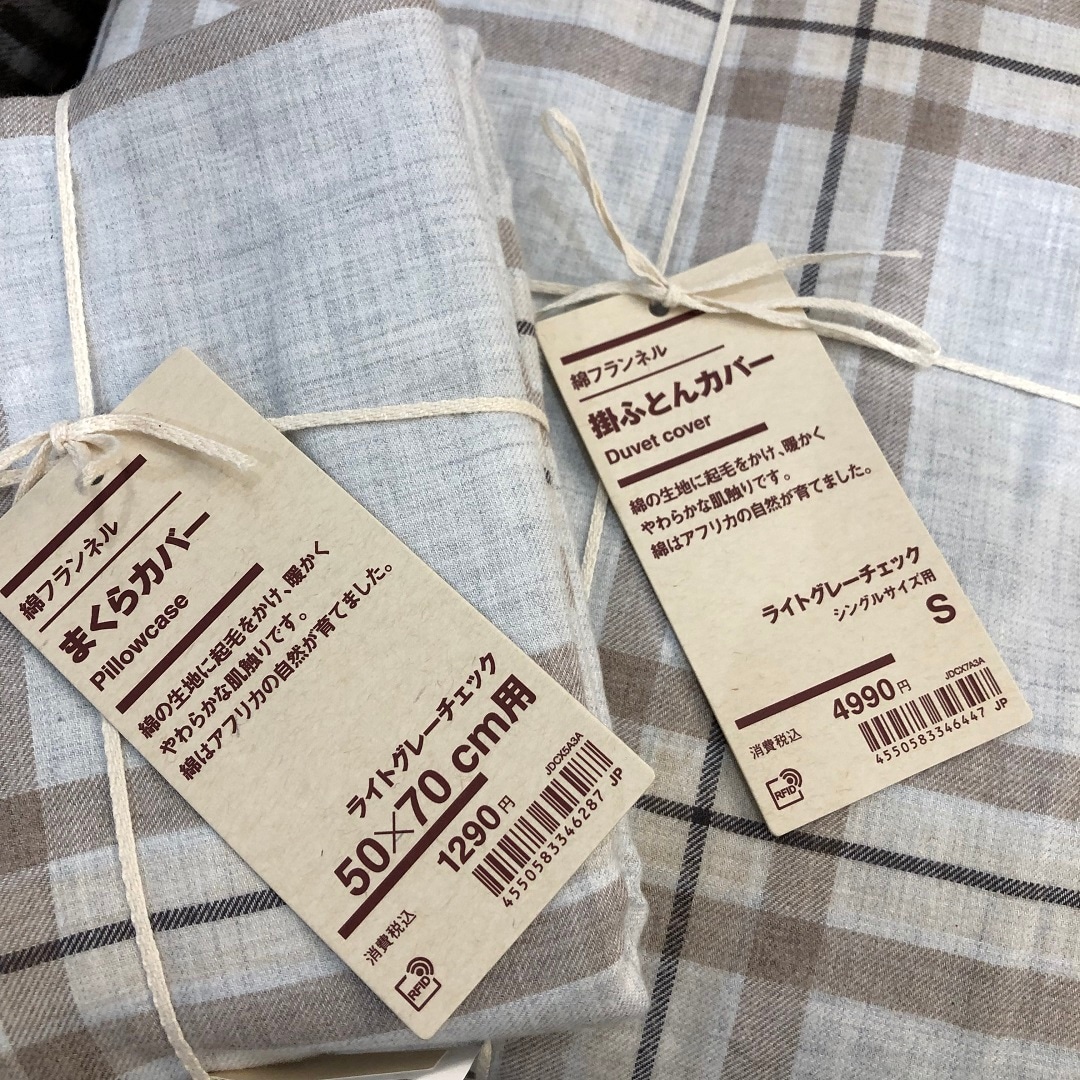 綿フランネル
まくらカバー
Pillowcase
綿の生地に起毛をかけ、暖かく
やわらかな肌触りです。
綿はアフリカの自然が育てました。
ライトグレーチェック
50×70 cm用
JDCX5A3A
1290円
4550583346287 JP
消費税込
RFID
綿フランネル
掛ふとんカバー
Duvet cover
綿の生地に起毛をかけ、暖かく
やわらかな肌触りです。
綿はアフリカの自然が育てました。
ライトグレーチェック
シングルサイズ用
S
JDCX7A3A
4990円
4550583346447 JP
消費税込
RFID